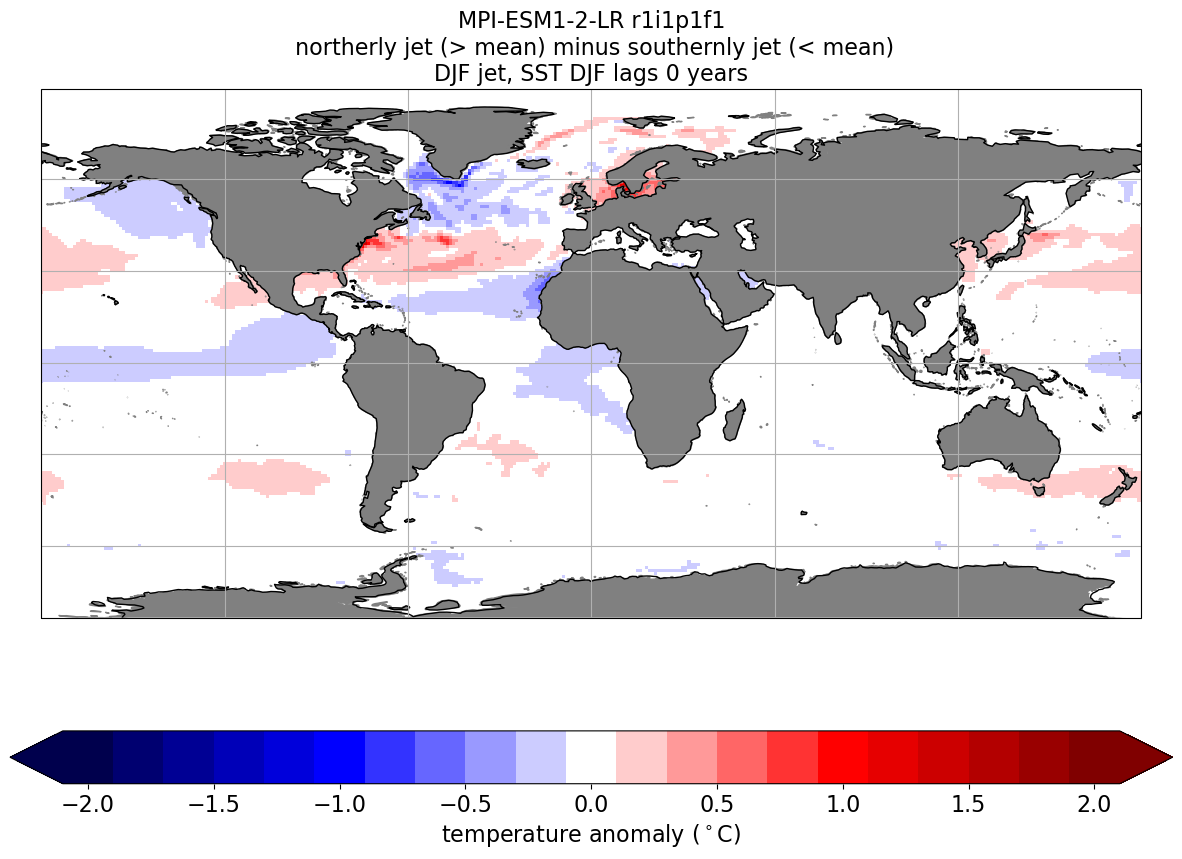 MPI-ESM1-2-LR r1i1p1f1
northerly jet (> mean) minus southernly jet (< mean)
DJF jet, SST DJF lags 0 years
−2.0 −1.5 −1.0 −0.5 0.0 0.5 1.0 1.5 2.0
temperature anomaly (°C)